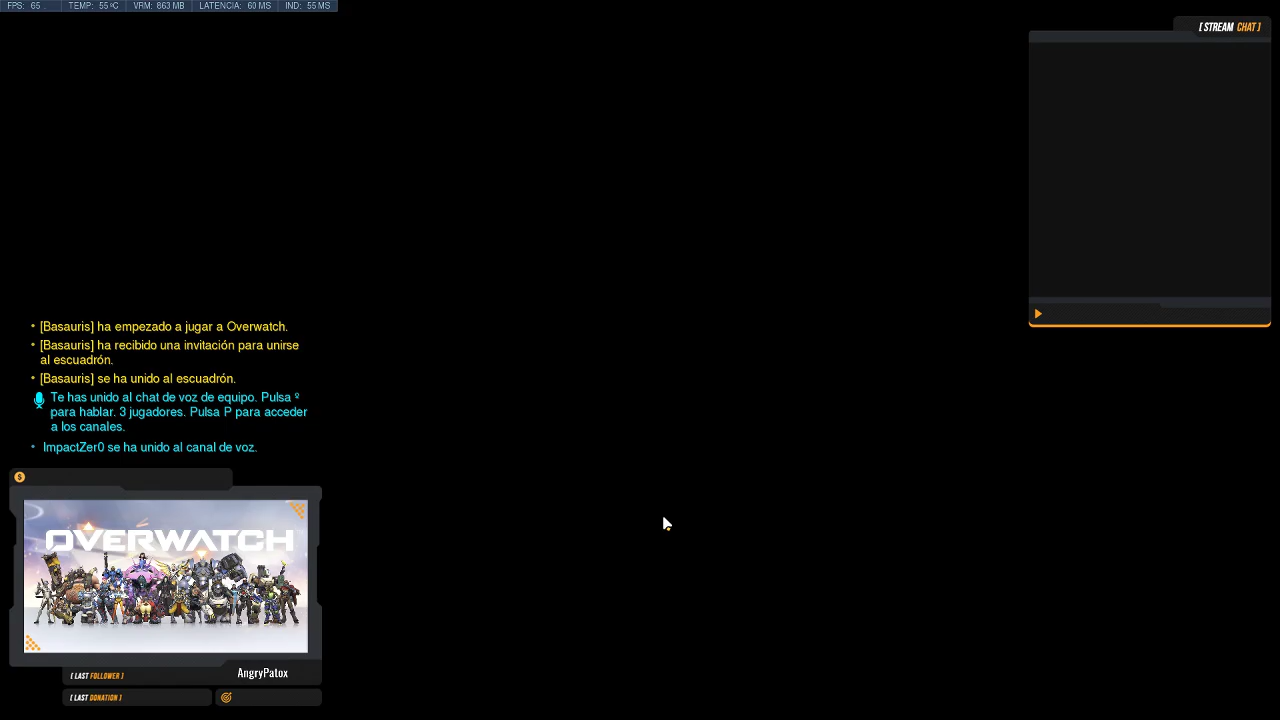 FPS: 65 TEMP: 55 ºC VRM: 863 MB LATENCIA: 60 MS IND: 55 MS
[ STREAM CHAT ]
• [Basauris] ha empezado a jugar a Overwatch.
• [Basauris] ha recibido una invitación para unirse
al escuadrón.
• [Basauris] se ha unido al escuadrón.
Te has unido al chat de voz de equipo. Pulsa º
para hablar. 3 jugadores. Pulsa P para acceder
a los canales.
• ImpactZer0 se ha unido al canal de voz.
OVERWATCH
[ LAST FOLLOWER ] AngryPatox
[ LAST DONATION ]